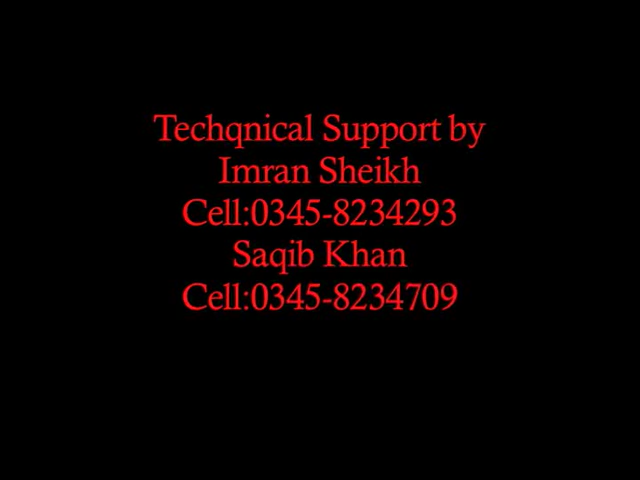 Techqnical Support by
Imran Sheikh
Cell:0345-8234293
Saqib Khan
Cell:0345-8234709